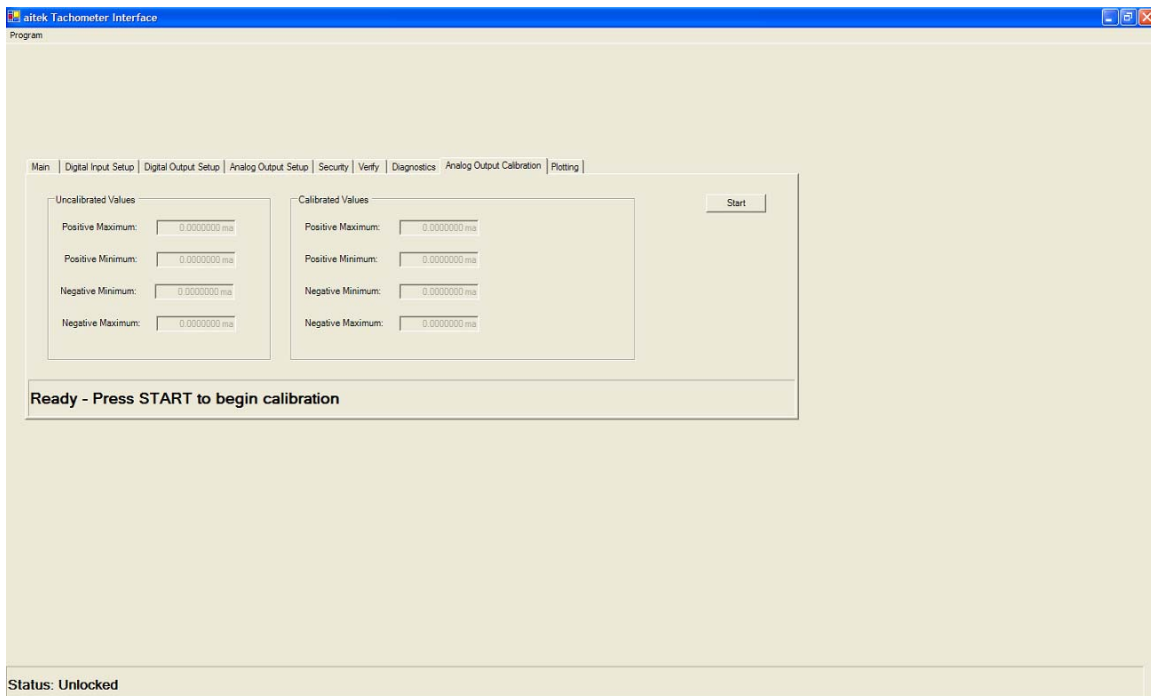 aitek Tachometer Interface
Program
Main Digital Input Setup Digital Output Setup Analog Output Setup Security Verify Diagnostics Analog Output Calibration Plotting
Uncalibrated Values
Positive Maximum: 0.0000000 ma
Positive Minimum: 0.0000000 ma
Negative Minimum: 0.0000000 ma
Negative Maximum: 0.0000000 ma
Calibrated Values
Positive Maximum: 0.0000000 ma
Positive Minimum: 0.0000000 ma
Negative Minimum: 0.0000000 ma
Negative Maximum: 0.0000000 ma
Start
Ready - Press START to begin calibration
Status: Unlocked